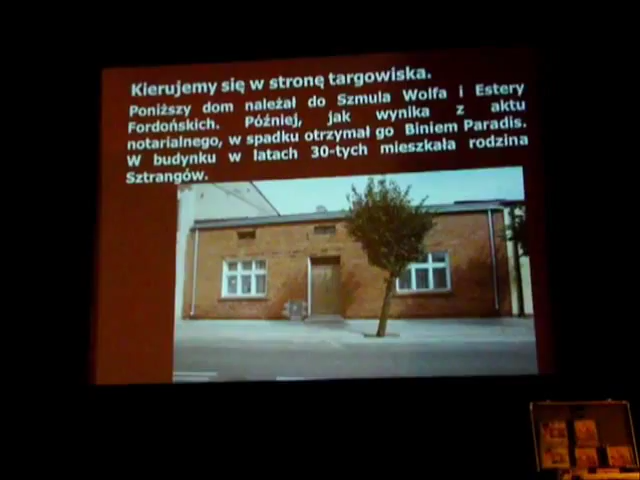 Kierujemy się w stronę targowiska.
Poniższy dom należał do Szmula Wolfa i Estery
Fordońskich. Później, jak wynika z aktu
notarialnego, w spadku otrzymał go Biniem Paradis.
W budynku w latach 30-tych mieszkała rodzina
Sztrangów.